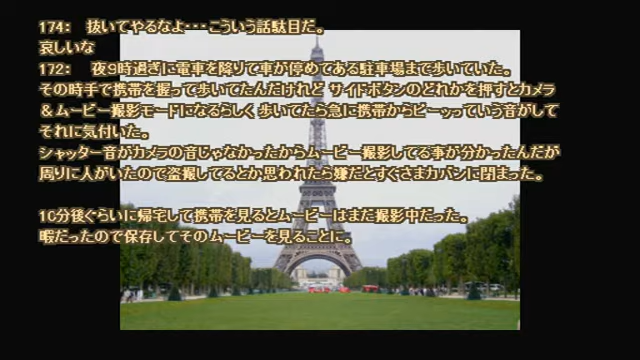 174:　抜いてやるなよ･･･こういう話駄目だ。
哀しいな
172:　夜9時過ぎに電車を降りて車が停めてある駐車場まで歩いていた。
その時手で携帯を握って歩いてたんだけれど サイドボタンのどれかを押すとカメラ
＆ムービー撮影モードになるらしく 歩いてたら急に携帯からピーッっていう音がして
それに気付いた。
シャッター音がカメラの音じゃなかったからムービー撮影してる事が分かったんだが
周りに人がいたので盗撮してるとか思われたら嫌だとすぐさまカバンに閉まった。
10分後ぐらいに帰宅して携帯を見るとムービーはまだ撮影中だった。
暇だったので保存してそのムービーを見ることに。